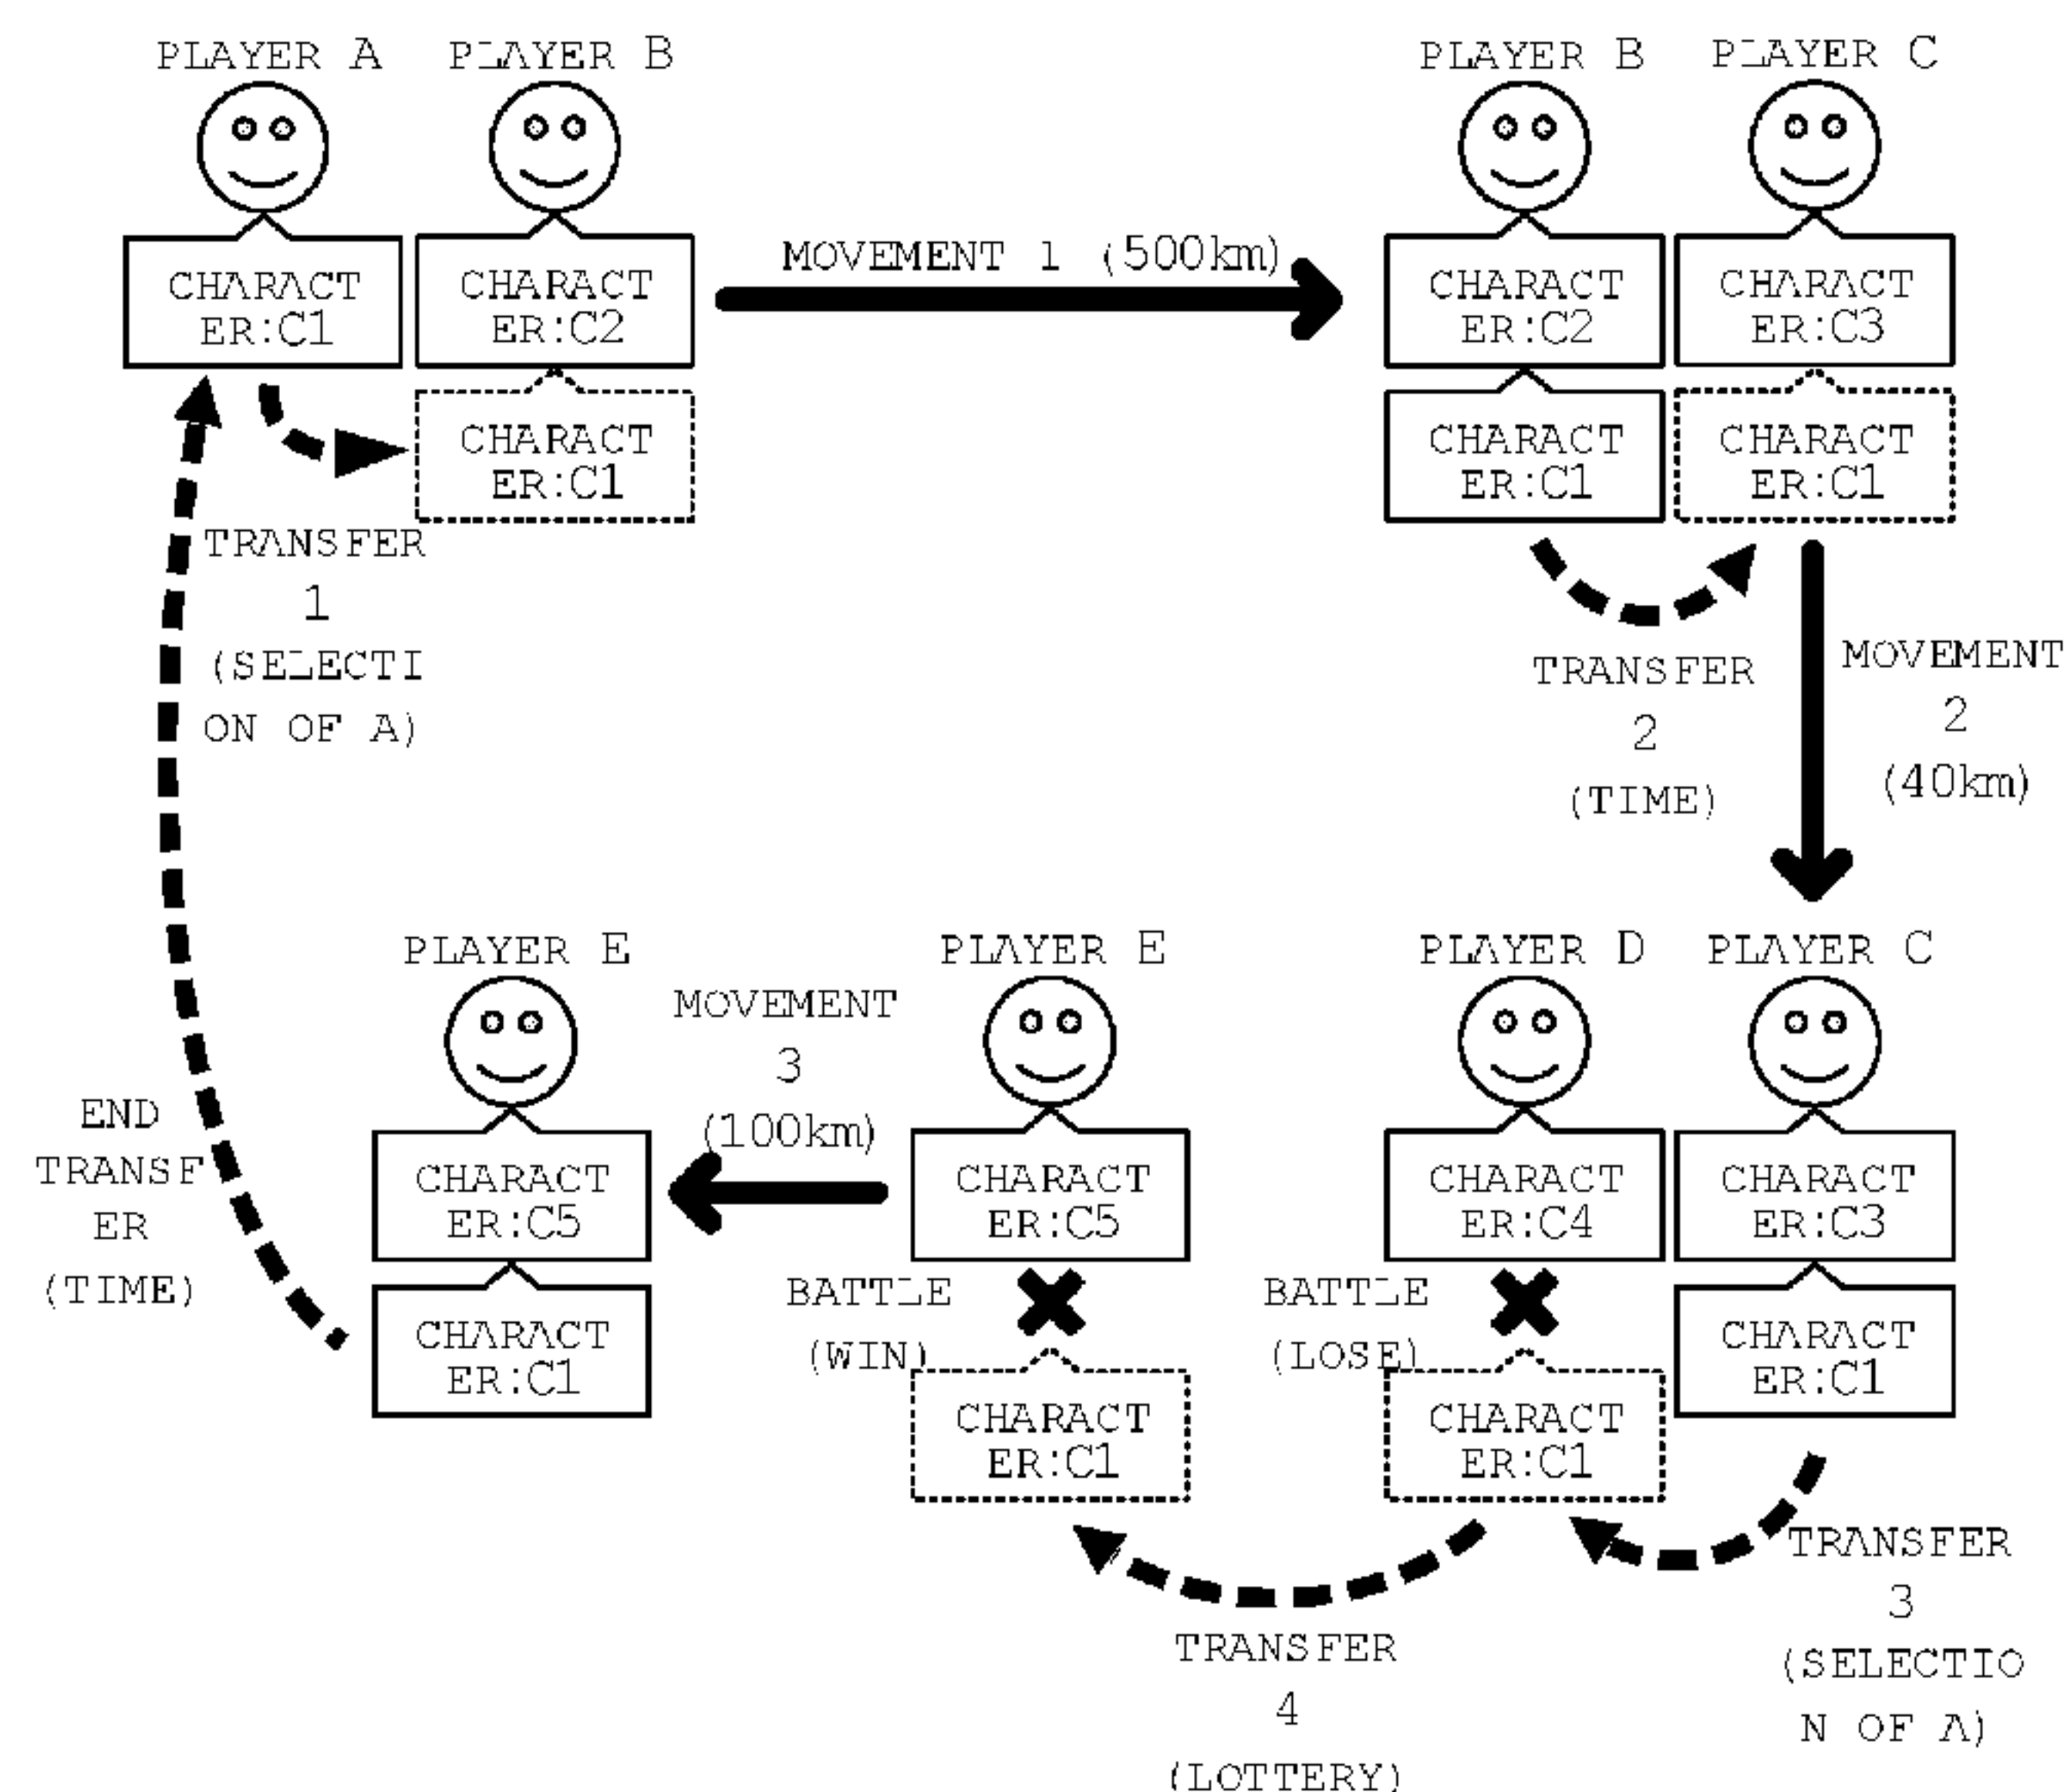 PLAYER A
PLAYER B
CHARACT
ER:C1
CHARACT
ER:C2
CHARACT
ER:C1
TRANSFER
1
(SELECTI
ON OF A)
MOVEMENT 1 (500km)
PLAYER B
PLAYER C
CHARACT
ER:C2
CHARACT
ER:C3
CHARACT
ER:C1
CHARACT
ER:C1
TRANSFER
2
(TIME)
MOVEMENT
2
(40km)
PLAYER D
PLAYER C
CHARACT
ER:C4
CHARACT
ER:C3
BATTLE
(LOSE)
CHARACT
ER:C1
CHARACT
ER:C1
TRANSFER
3
(SELECTIO
N OF A)
TRANSFER
4
(LOTTERY)
PLAYER E
CHARACT
ER:C5
BATTLE
(WIN)
CHARACT
ER:C1
MOVEMENT
3
(100km)
PLAYER E
CHARACT
ER:C5
CHARACT
ER:C1
END
TRANSF
ER
(TIME)